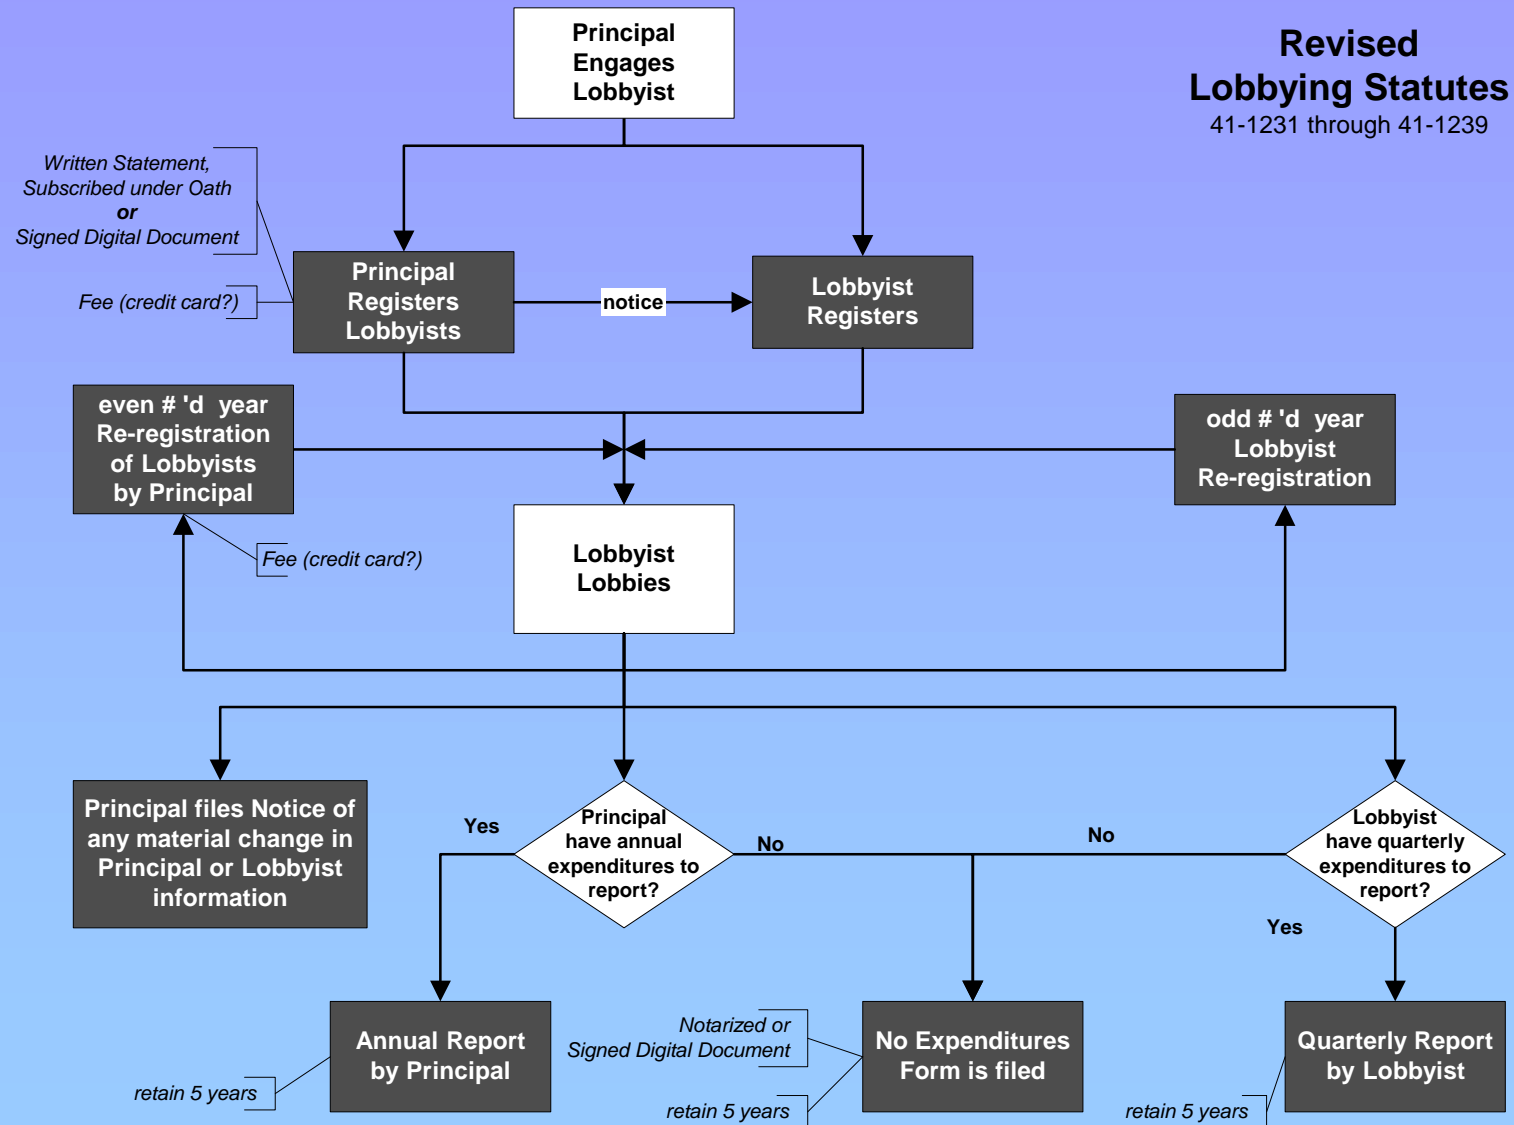 Principal
Engages
Lobbyist
Revised
Lobbying Statutes
41-1231 through 41-1239
Written Statement,
Subscribed under Oath
or
Signed Digital Document
Fee (credit card?)
Principal
Registers
Lobbyists
notice
Lobbyist
Registers
even # 'd  year
Re-registration
of Lobbyists
by Principal
Fee (credit card?)
odd # 'd  year
Lobbyist
Re-registration
Lobbyist
Lobbies
Principal files Notice of
any material change in
Principal or Lobbyist
information
Yes
Principal
have annual
expenditures to
report?
No
No
Lobbyist
have quarterly
expenditures to
report?
Yes
Annual Report
by Principal
retain 5 years
Notarized or
Signed Digital Document
retain 5 years
No Expenditures
Form is filed
Quarterly Report
by Lobbyist
retain 5 years